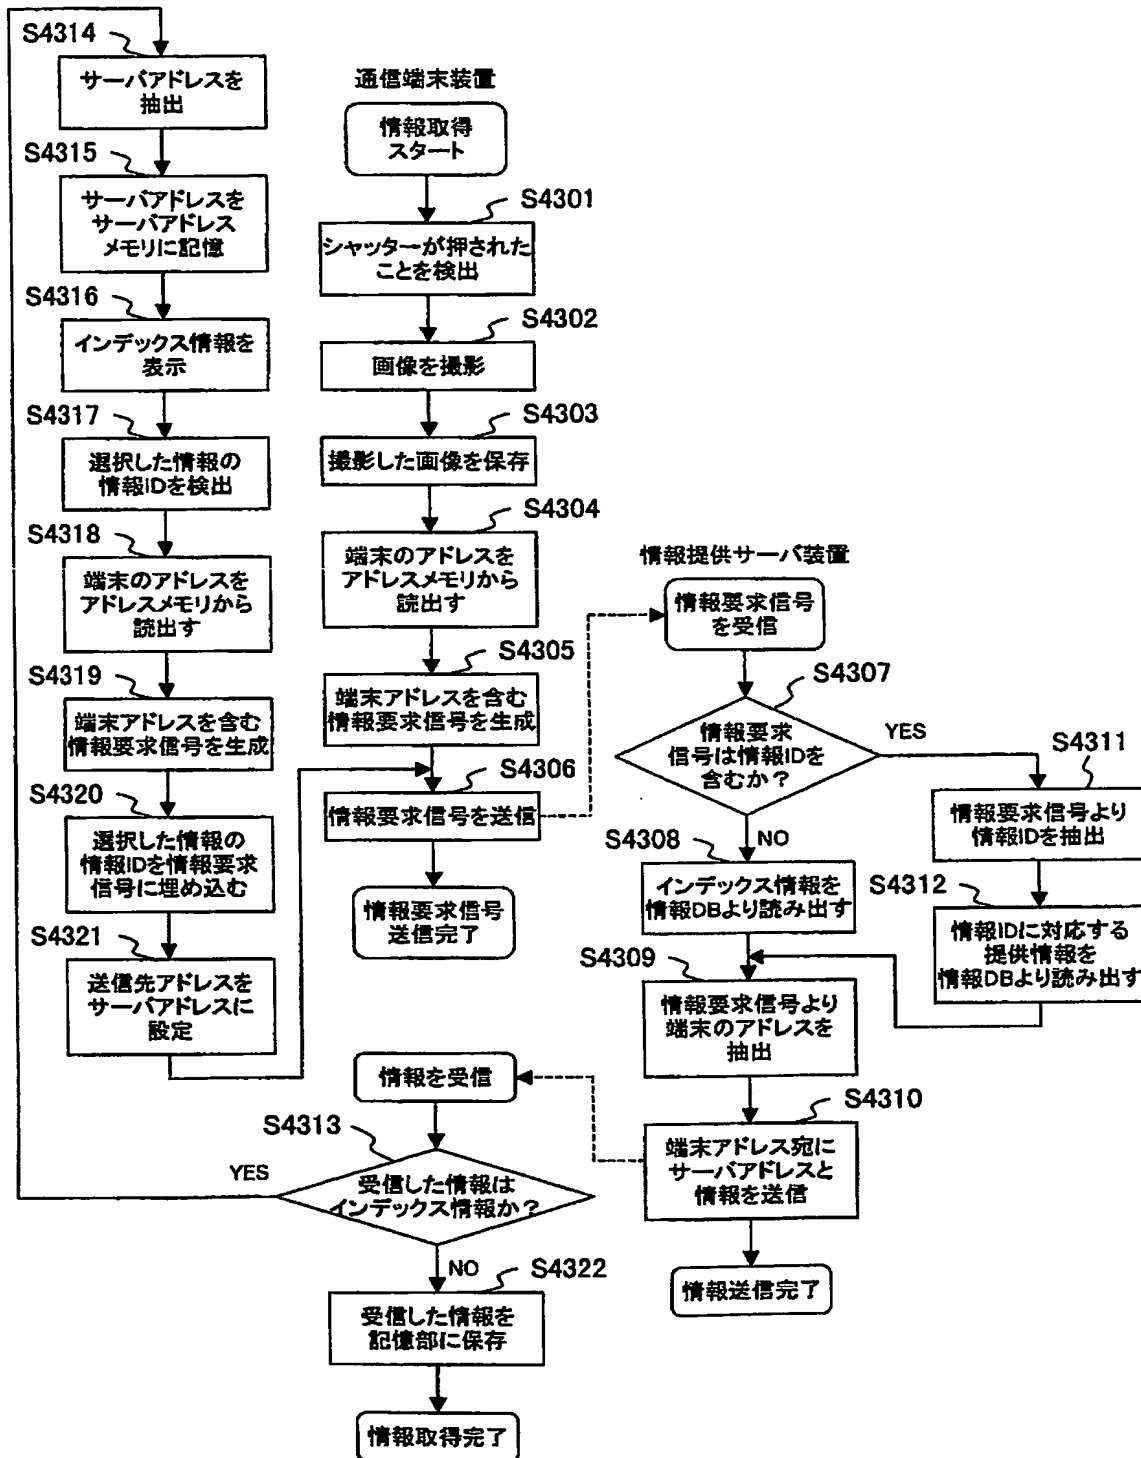 S4314
サーバアドレスを
抽出
S4315
サーバアドレスを
サーバアドレス
メモリに記憶
S4316
インデックス情報を
表示
S4317
選択した情報の
情報IDを検出
S4318
端末のアドレスを
アドレスメモリから
読出す
S4319
端末アドレスを含む
情報要求信号を生成
S4320
選択した情報の
情報IDを情報要求
信号に埋め込む
S4321
送信先アドレスを
サーバアドレスに
設定
通信端末装置
情報取得
スタート
S4301
シャッターが押された
ことを検出
S4302
画像を撮影
S4303
撮影した画像を保存
S4304
端末のアドレスを
アドレスメモリから
読出す
S4305
端末アドレスを含む
情報要求信号を生成
S4306
情報要求信号を送信
情報要求信号
送信完了
情報提供サーバ装置
情報要求信号
を受信
S4307
情報要求
信号は情報IDを
含むか？
YES
NO
S4311
情報要求信号より
情報IDを抽出
S4312
情報IDに対応する
提供情報を
情報DBより読み出す
S4308
インデックス情報を
情報DBより読み出す
S4309
情報要求信号より
端末のアドレスを
抽出
S4310
端末アドレス宛に
サーバアドレスと
情報を送信
情報送信完了
情報を受信
S4313
受信した情報は
インデックス情報か？
YES
NO
S4322
受信した情報を
記憶部に保存
情報取得完了